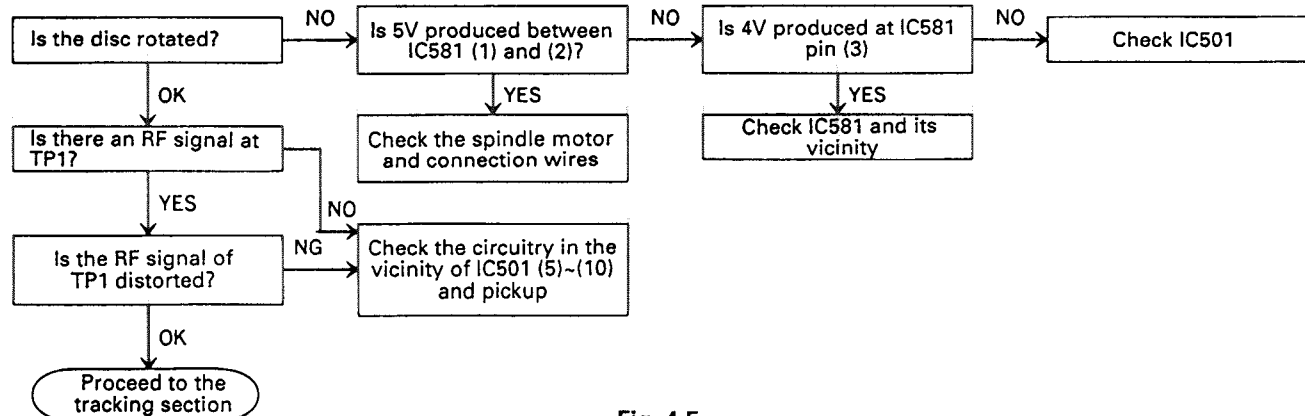 Is the disc rotated?
NO
Is 5V produced between
IC581 (1) and (2)?
NO
Is 4V produced at IC581
pin (3)
NO
Check IC501
OK
YES
YES
Is there an RF signal at
TP1?
Check the spindle motor
and connection wires
Check IC581 and its
vicinity
YES
NO
Is the RF signal of
TP1 distorted?
NG
Check the circuitry in the
vicinity of IC501 (5)~(10)
and pickup
OK
Proceed to the
tracking section